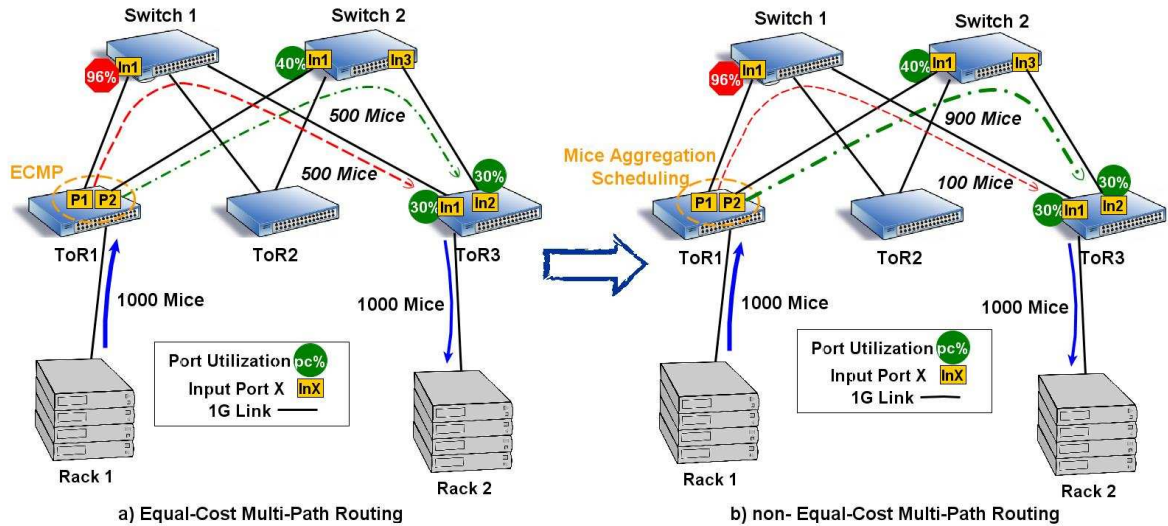 Switch 1
Switch 2
96%
In1
40%
In1
In3
500 Mice
ECMP
500 Mice
30%
P1
P2
30%
In1
In2
ToR1
ToR2
ToR3
1000 Mice
1000 Mice
Port Utilization pc%
Input Port X InX
1G Link
Rack 1
Rack 2
a) Equal-Cost Multi-Path Routing
Switch 1
Switch 2
96%
In1
40%
In1
In3
900 Mice
Mice Aggregation
Scheduling
100 Mice
30%
P1
P2
30%
In1
In2
ToR1
ToR2
ToR3
1000 Mice
1000 Mice
Port Utilization pc%
Input Port X InX
1G Link
Rack 1
Rack 2
b) non- Equal-Cost Multi-Path Routing